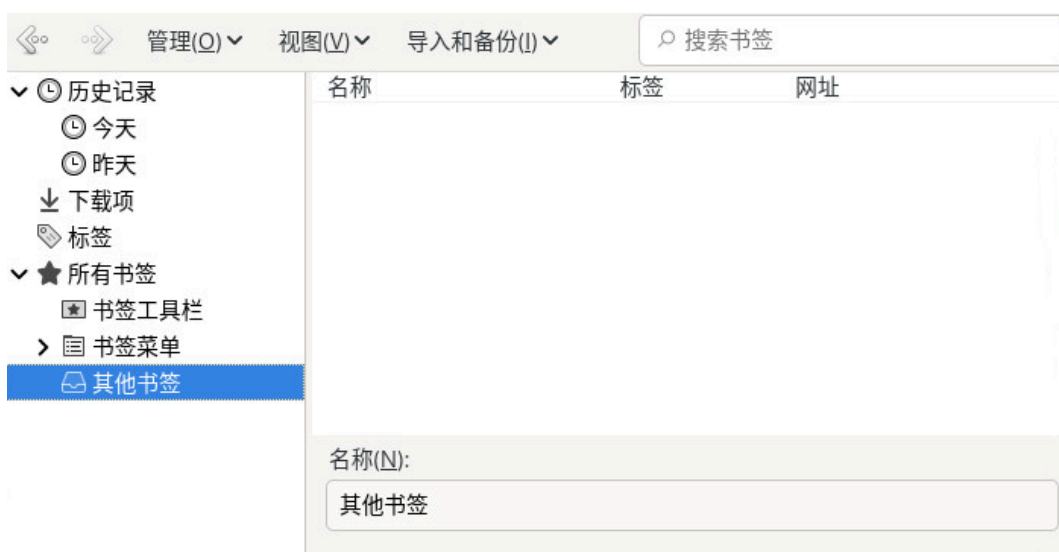 管理(O) 视图(V) 导入和备份(I) 搜索书签
历史记录
今天
昨天
下载项
标签
所有书签
书签工具栏
书签菜单
其他书签
名称 标签 网址
名称(N):
其他书签